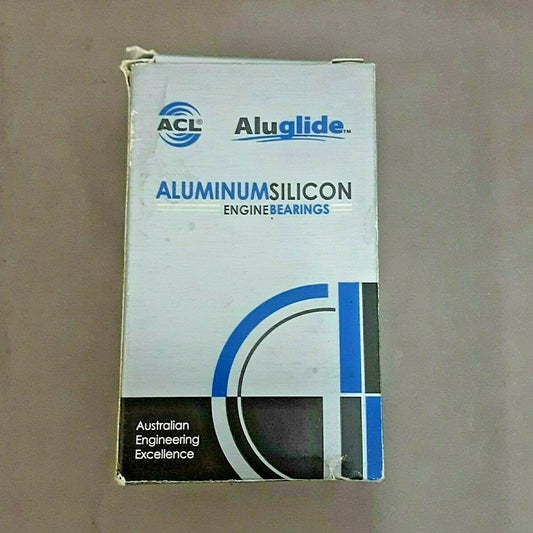 ACL®
Aluglide™
ALUMINUMSILICON
ENGINEBEARINGS
Australian
Engineering
Excellence